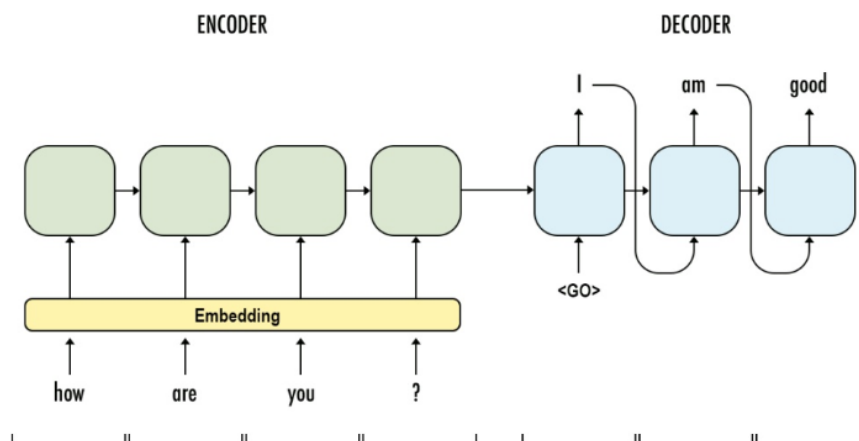 ENCODER DECODER
I am good
<GO>
Embedding
how are you ?